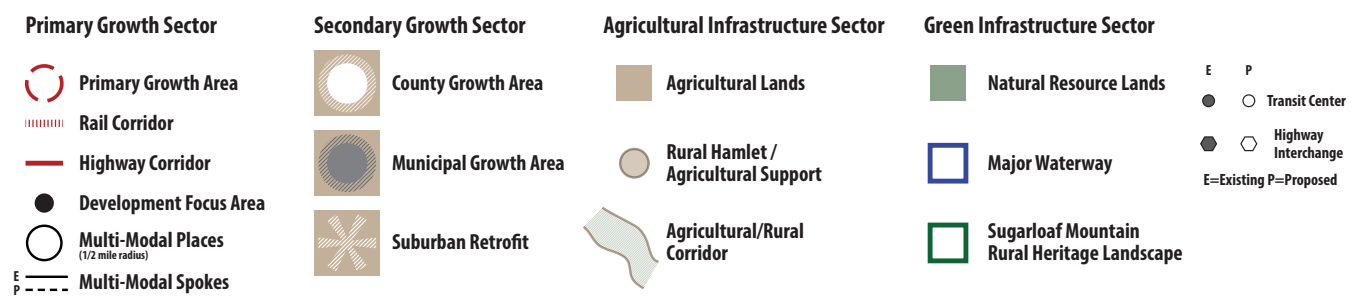 Primary Growth Sector
Primary Growth Area
Rail Corridor
Highway Corridor
Development Focus Area
Multi-Modal Places
(1/2 mile radius)
E
P
Multi-Modal Spokes
Secondary Growth Sector
County Growth Area
Municipal Growth Area
Suburban Retrofit
Agricultural Infrastructure Sector
Agricultural Lands
Rural Hamlet /
Agricultural Support
Agricultural/Rural
Corridor
Green Infrastructure Sector
Natural Resource Lands
Major Waterway
Sugarloaf Mountain
Rural Heritage Landscape
E P
Transit Center
Highway
Interchange
E=Existing P=Proposed